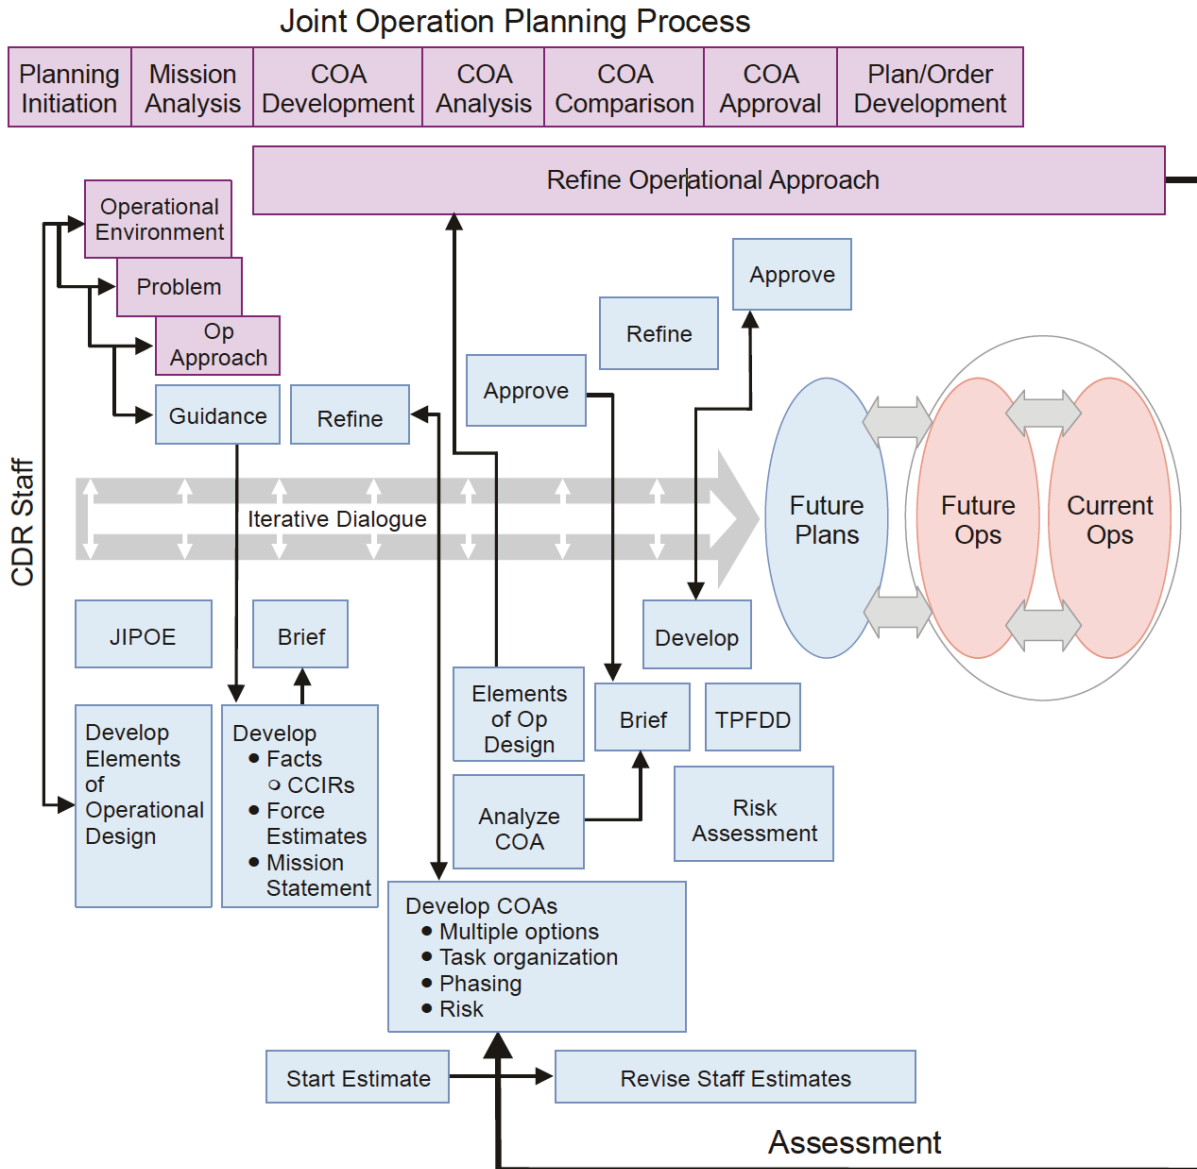 Joint Operation Planning Process
Planning
Initiation
Mission
Analysis
COA
Development
COA
Analysis
COA
Comparison
COA
Approval
Plan/Order
Development
Refine Operational Approach
Operational
Environment
Problem
Op
Approach
Guidance
Refine
Approve
Refine
Approve
CDR Staff
Iterative Dialogue
Future
Plans
Future
Ops
Current
Ops
JIPOE
Brief
Develop
Elements
of Op
Design
Brief
TPFDD
Develop
Elements
of
Operational
Design
Develop
● Facts
○ CCIRs
● Force
Estimates
● Mission
Statement
Analyze
COA
Risk
Assessment
Develop COAs
● Multiple options
● Task organization
● Phasing
● Risk
Start Estimate
Revise Staff Estimates
Assessment